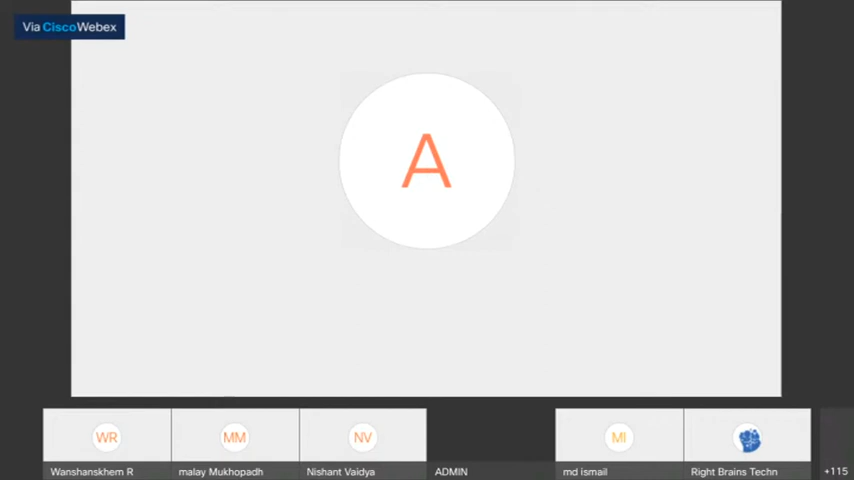 Via CiscoWebex
A
WR
MM
NV
MI
Wanshanskhem R
malay Mukhopadh
Nishant Vaidya
ADMIN
md ismail
Right Brains Techn
+115